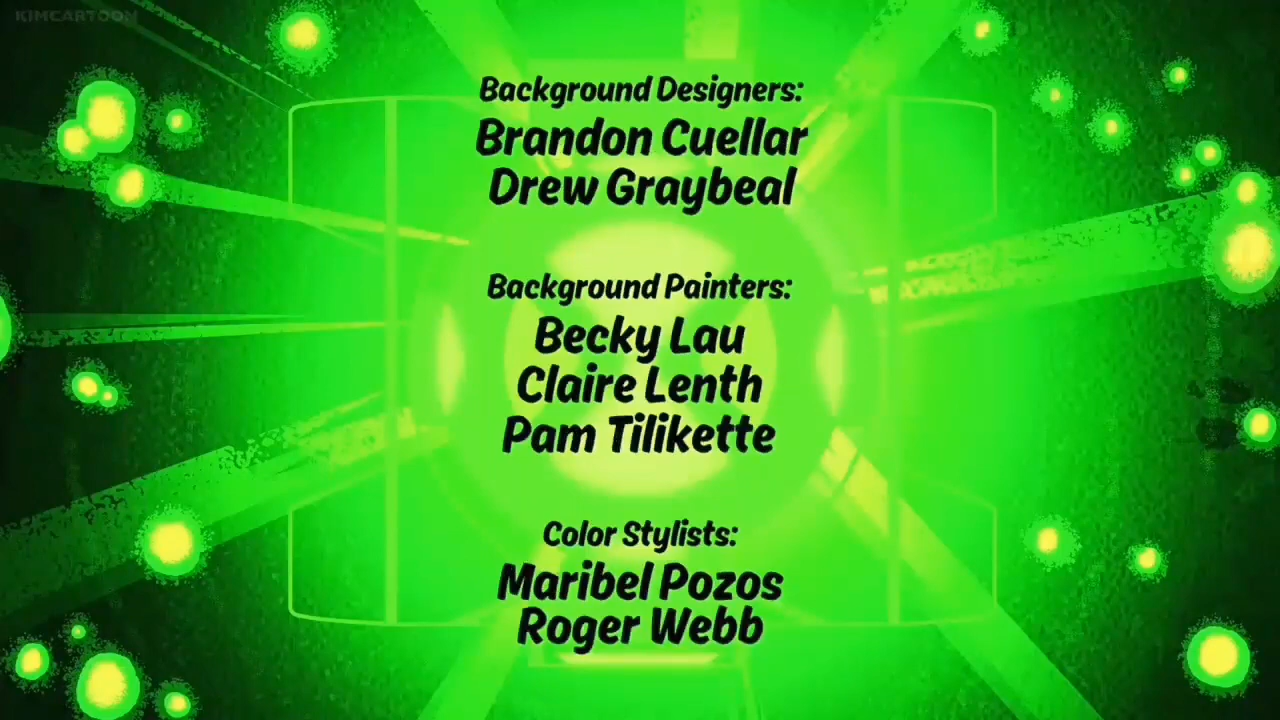 KIMCARTOON
Background Designers:
Brandon Cuellar
Drew Graybeal
Background Painters:
Becky Lau
Claire Lenth
Pam Tilikette
Color Stylists:
Maribel Pozos
Roger Webb